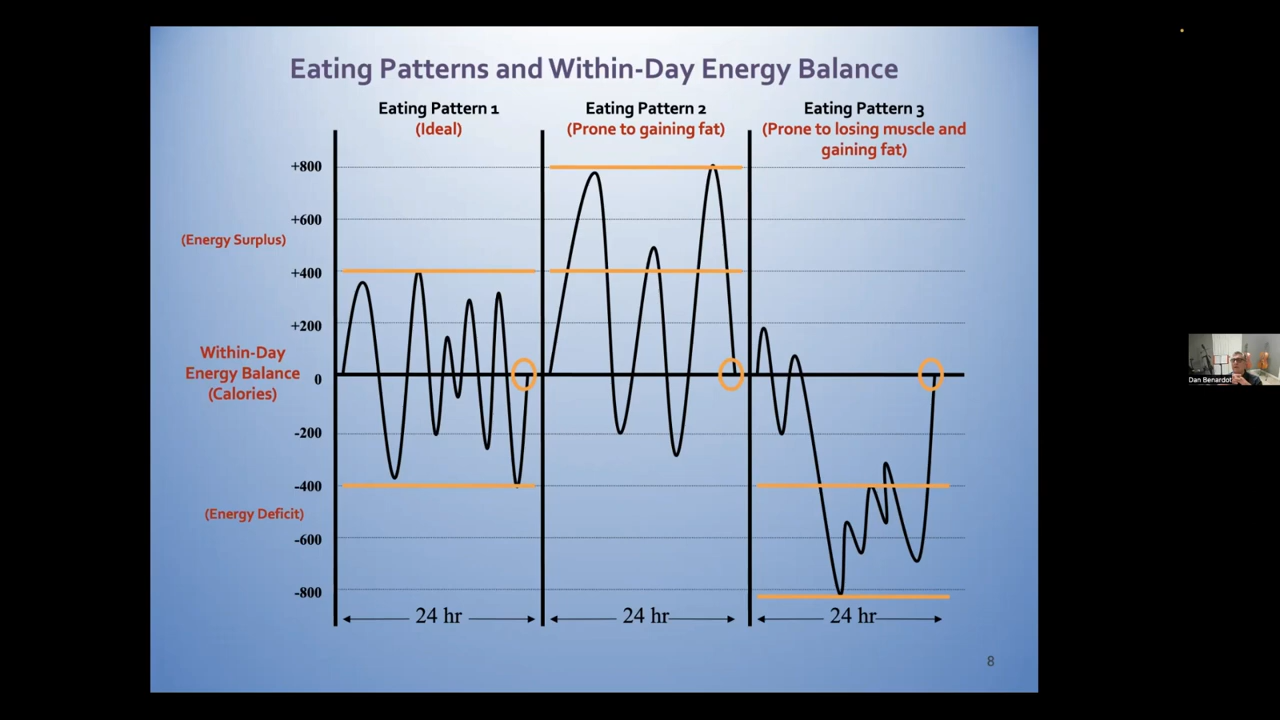 Eating Patterns and Within-Day Energy Balance
Eating Pattern 1
(Ideal)
Eating Pattern 2
(Prone to gaining fat)
Eating Pattern 3
(Prone to losing muscle and
gaining fat)
+800
+600
(Energy Surplus)
+400
+200
Within-Day
Energy Balance
(Calories)
0
-200
-400
(Energy Deficit)
-600
-800
24 hr
24 hr
24 hr
8
Dan Benardot